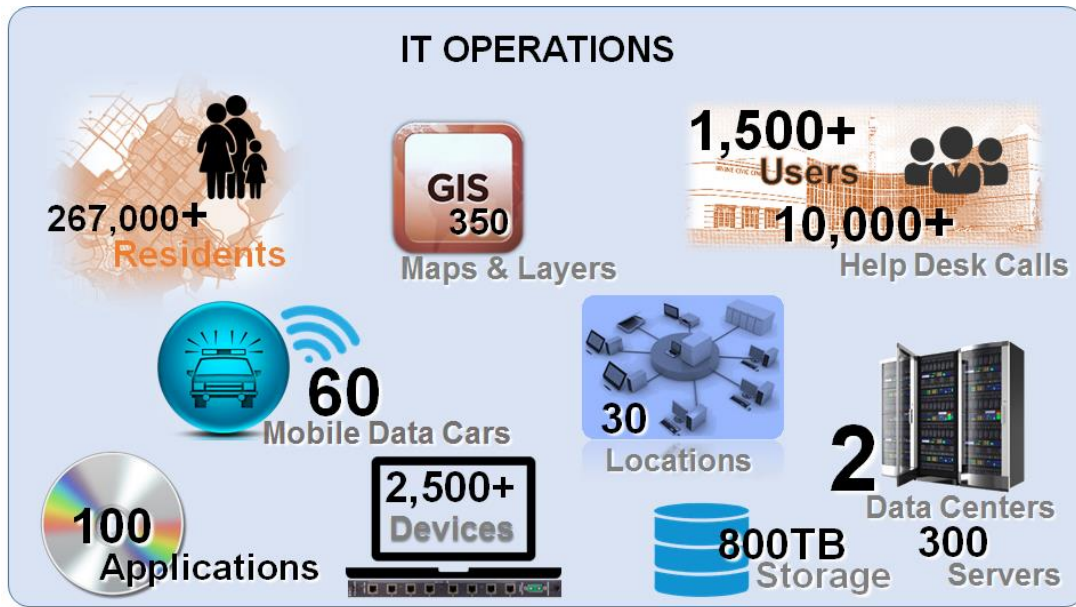 IT OPERATIONS
267,000+
Residents
GIS
350
Maps & Layers
1,500+
Users
10,000+
Help Desk Calls
60
Mobile Data Cars
30
Locations
2
Data Centers
100
Applications
2,500+
Devices
800TB
Storage
300
Servers